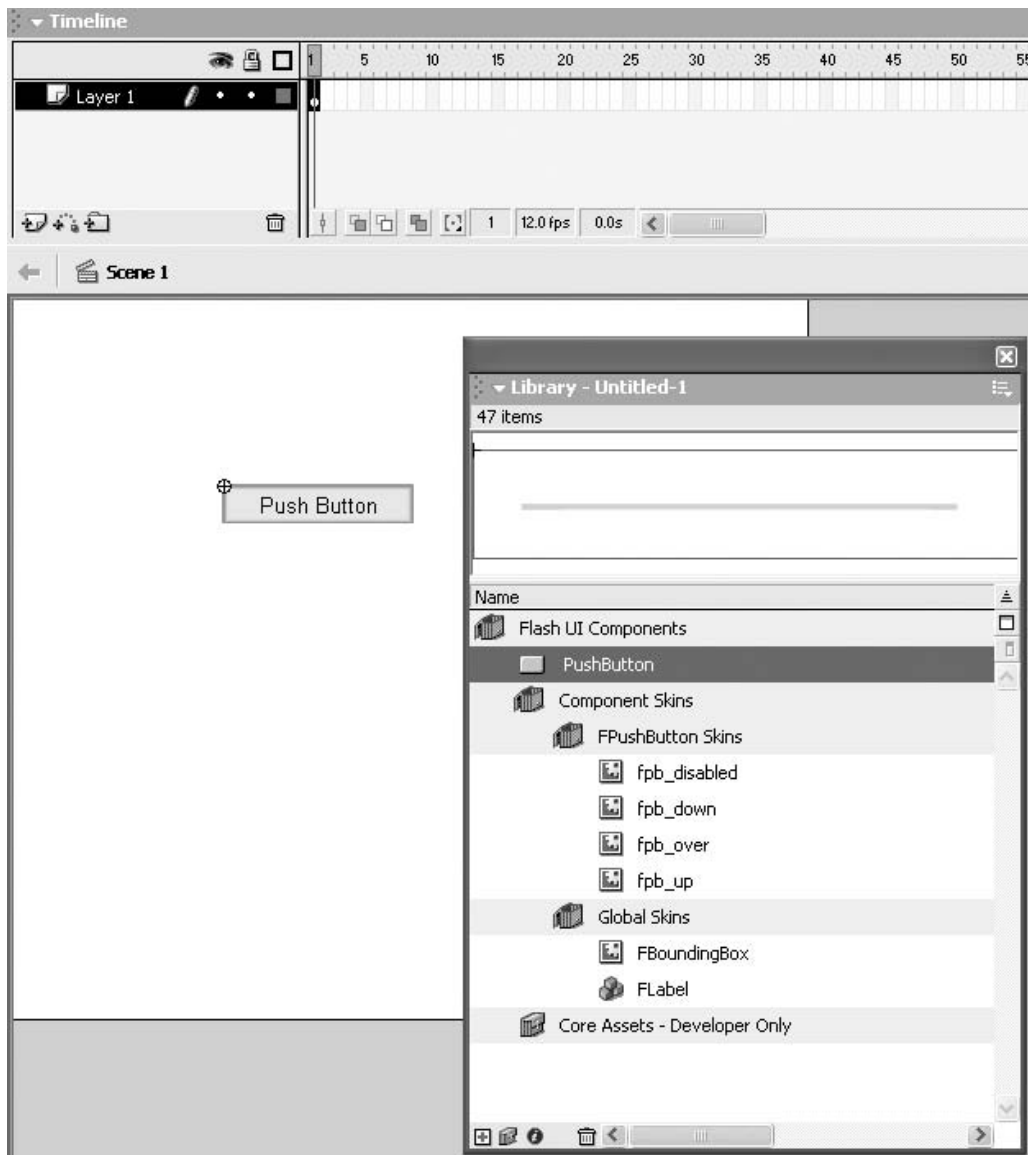 Timeline
1 5 10 15 20 25 30 35 40 45 50 55
Layer 1
1 12.0 fps 0.0s
Scene 1
Library - Untitled-1
47 items
Push Button
Name
Flash UI Components
PushButton
Component Skins
FPushButton Skins
fpb_disabled
fpb_down
fpb_over
fpb_up
Global Skins
FBoundingBox
FLabel
Core Assets - Developer Only